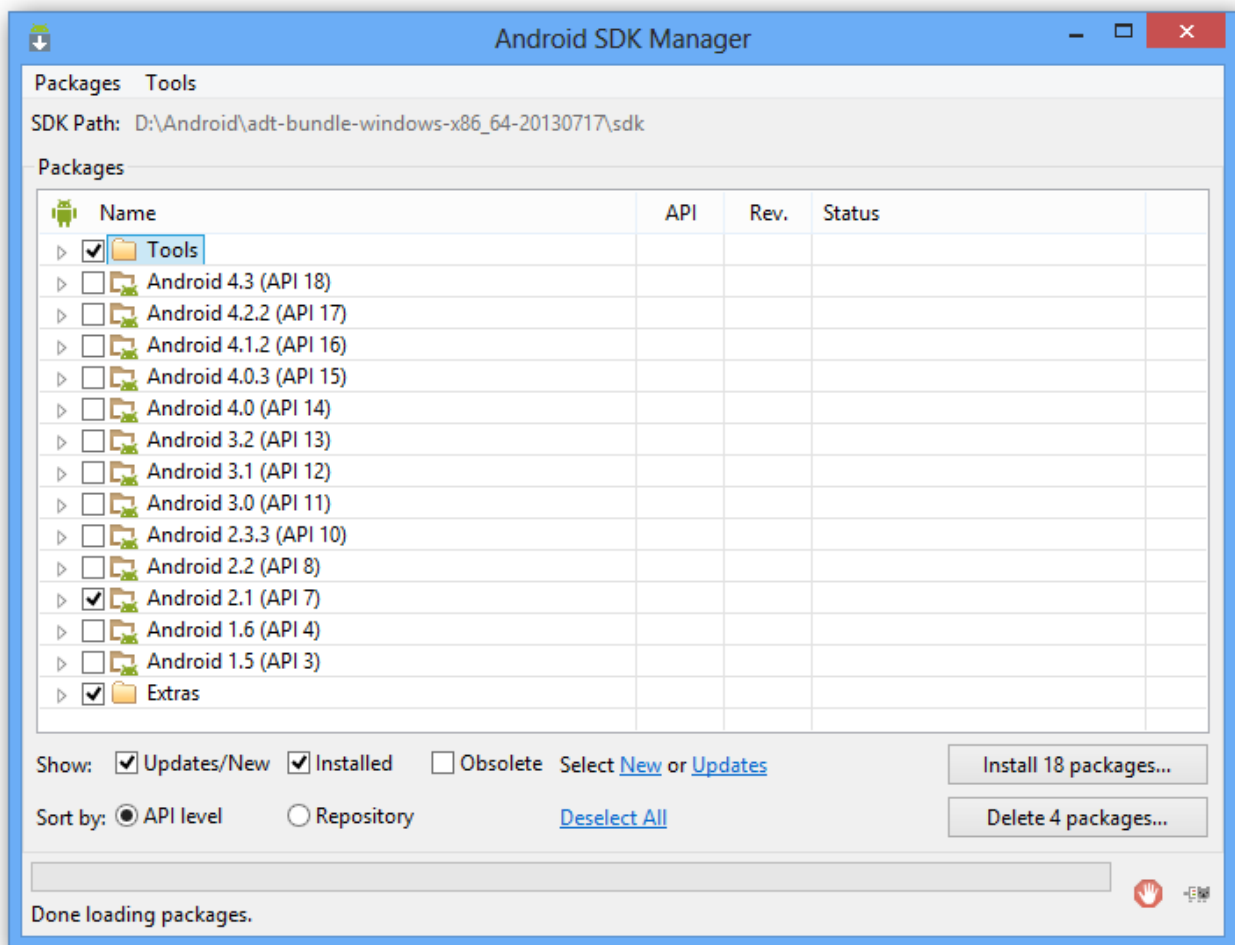 Android SDK Manager
Packages Tools
SDK Path: D:\Android\adt-bundle-windows-x86_64-20130717\sdk
Packages
Name API Rev. Status
Tools
Android 4.3 (API 18)
Android 4.2.2 (API 17)
Android 4.1.2 (API 16)
Android 4.0.3 (API 15)
Android 4.0 (API 14)
Android 3.2 (API 13)
Android 3.1 (API 12)
Android 3.0 (API 11)
Android 2.3.3 (API 10)
Android 2.2 (API 8)
Android 2.1 (API 7)
Android 1.6 (API 4)
Android 1.5 (API 3)
Extras
Show: Updates/New Installed Obsolete Select New or Updates Install 18 packages...
Sort by: API level Repository Deselect All Delete 4 packages...
Done loading packages.